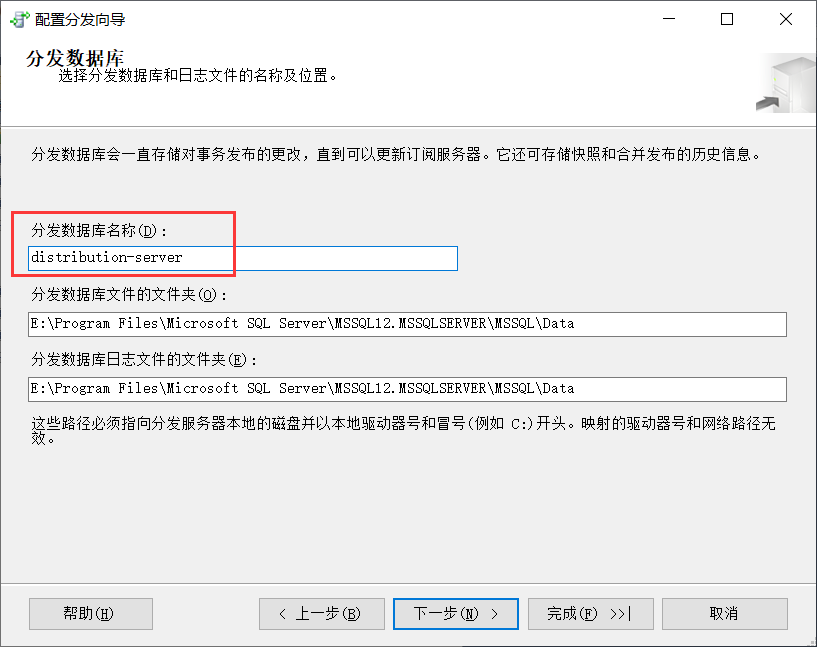 配置分发向导
分发数据库
选择分发数据库和日志文件的名称及位置。
分发数据库会一直存储对事务发布的更改，直到可以更新订阅服务器。它还可存储快照和合并发布的历史信息。
分发数据库名称(D)：
distribution-server
分发数据库文件的文件夹(O)：
E:\Program Files\Microsoft SQL Server\MSSQL12.MSSQLSERVER\MSSQL\Data
分发数据库日志文件的文件夹(E)：
E:\Program Files\Microsoft SQL Server\MSSQL12.MSSQLSERVER\MSSQL\Data
这些路径必须指向分发服务器本地的磁盘并以本地驱动器号和冒号(例如 C:)开头。映射的驱动器号和网络路径无
效。
帮助(H) < 上一步(B) 下一步(N) > 完成(F) >>| 取消